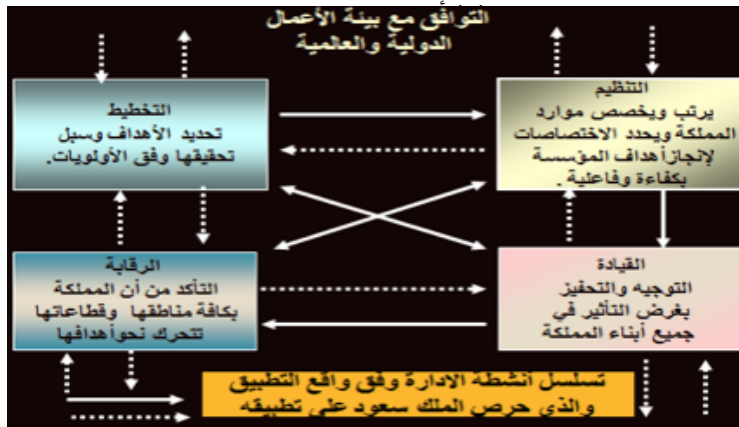 التوافق مع بيئة الأعمال
الدولية والعالمية
التنظيم
يرتب ويخصص موارد
المملكة ويحدد الاختصاصات
لإنجاز أهداف المؤسسة
بكفاءة وفاعلية .
التخطيط
تحديد الأهداف وسبل
تحقيقها وفق الأولويات.
القيادة
التوجيه والتحفيز
بغرض التأثير في
جميع أبناء المملكة
الرقابة
التأكد من أن المملكة
بكافة مناطقها وقطاعاتها
تتحرك نحو أهدافها
تسلسل أنشطة الادارة وفق واقع التطبيق
والذي حرص الملك سعود على تطبيقه